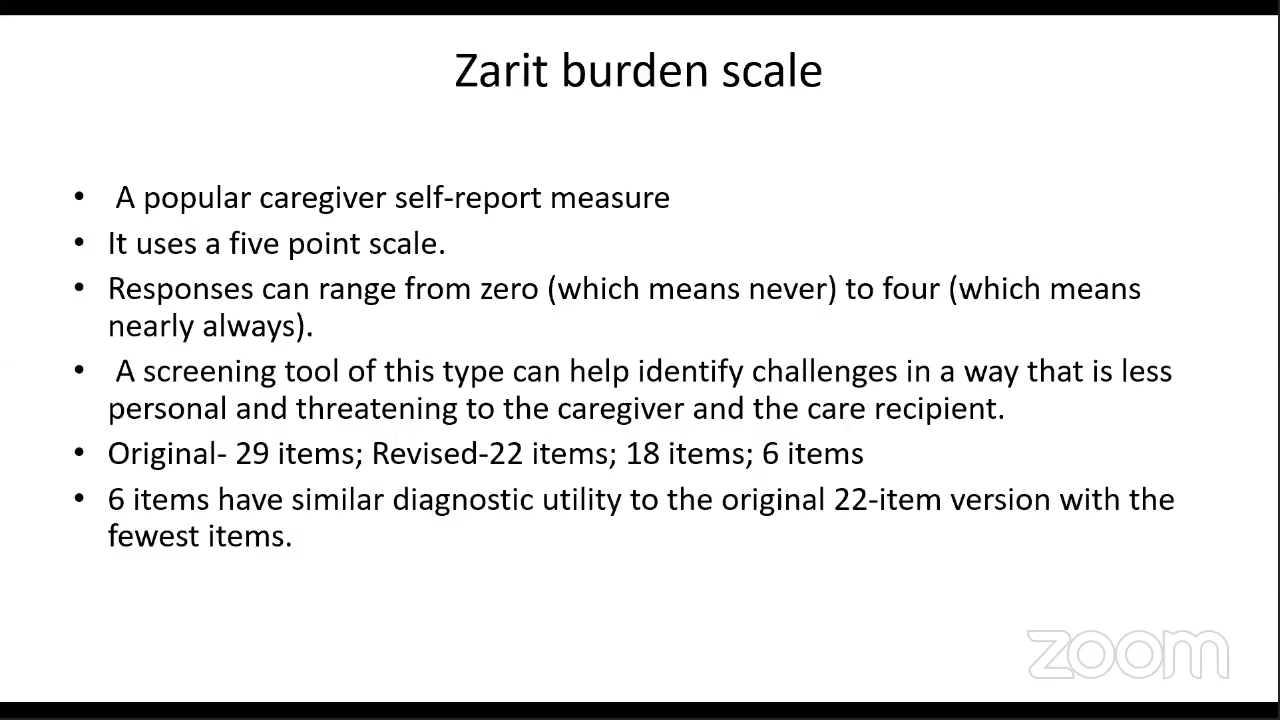 Zarit burden scale
• A popular caregiver self-report measure
• It uses a five point scale.
• Responses can range from zero (which means never) to four (which means
nearly always).
• A screening tool of this type can help identify challenges in a way that is less
personal and threatening to the caregiver and the care recipient.
• Original- 29 items; Revised-22 items; 18 items; 6 items
• 6 items have similar diagnostic utility to the original 22-item version with the
fewest items.
zoom